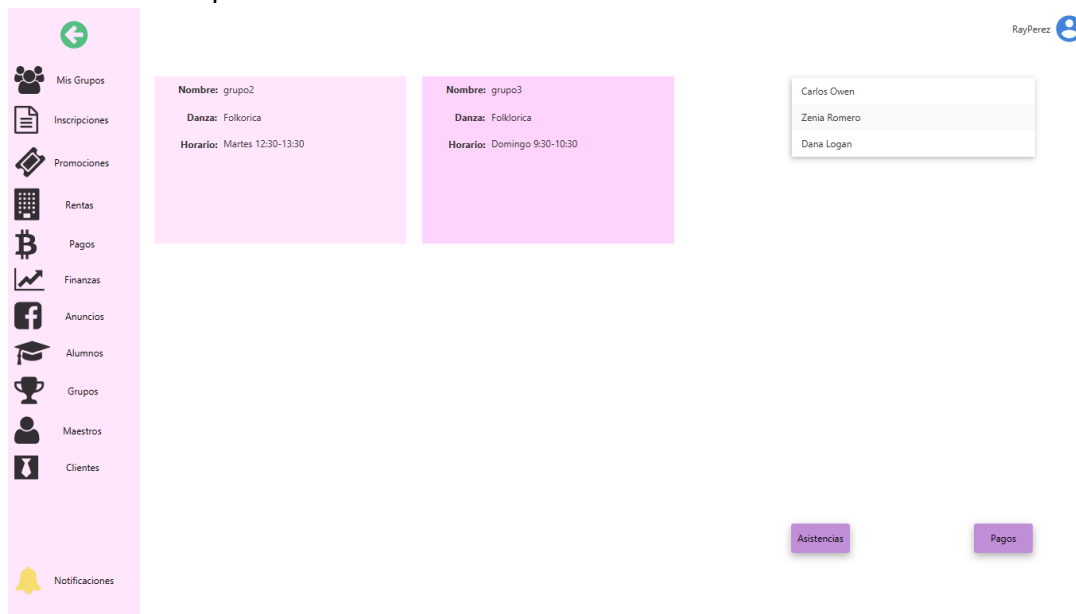 RayPerez
Mis Grupos
Inscripciones
Promociones
Rentas
Pagos
Finanzas
Anuncios
Alumnos
Grupos
Maestros
Clientes
Notificaciones
Nombre: grupo2
Danza: Folkorica
Horario: Martes 12:30-13:30
Nombre: grupo3
Danza: Folklorica
Horario: Domingo 9:30-10:30
Carlos Owen
Zenia Romero
Dana Logan
Asistencias
Pagos